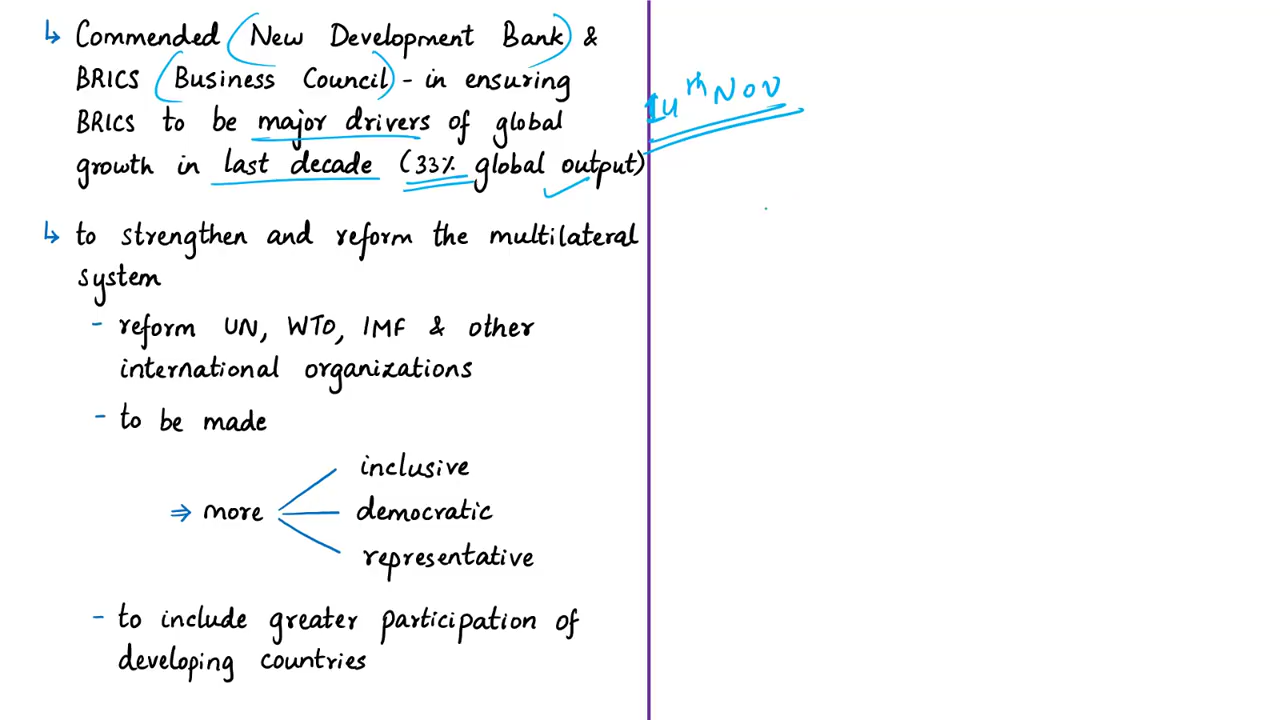 ↳ Commended (New Development Bank) &
BRICS (Business Council) - in ensuring
BRICS to be major drivers of global
growth in last decade (33% global output)
↳ to strengthen and reform the multilateral
system
- reform UN, WTO, IMF & other
international organizations
- to be made
inclusive
⇒ more democratic
representative
- to include greater participation of
developing countries
14th Nov